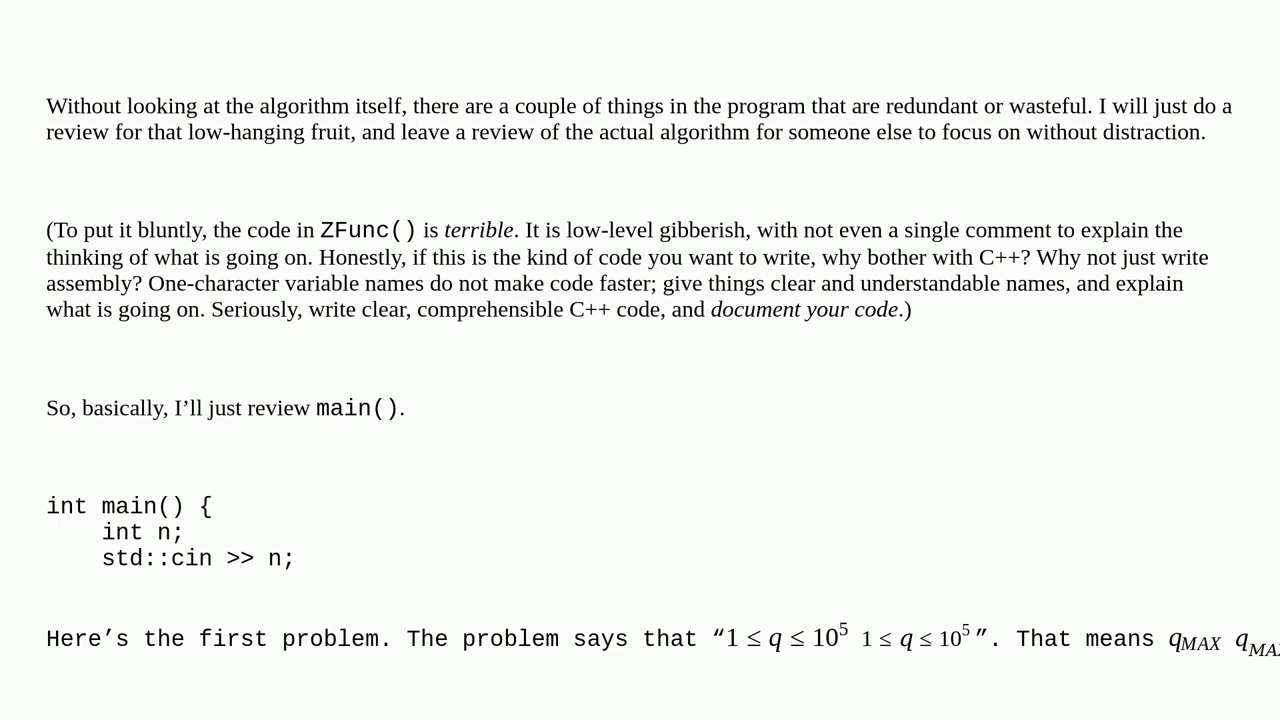 Without looking at the algorithm itself, there are a couple of things in the program that are redundant or wasteful. I will just do a
review for that low-hanging fruit, and leave a review of the actual algorithm for someone else to focus on without distraction.
(To put it bluntly, the code in ZFunc() is terrible. It is low-level gibberish, with not even a single comment to explain the
thinking of what is going on. Honestly, if this is the kind of code you want to write, why bother with C++? Why not just write
assembly? One-character variable names do not make code faster; give things clear and understandable names, and explain
what is going on. Seriously, write clear, comprehensible C++ code, and document your code.)
So, basically, I’ll just review main().
int main() {
    int n;
    std::cin >> n;
Here’s the first problem. The problem says that “1 ≤ q ≤ 10^5 1 ≤ q ≤ 10^5”. That means q_MAX q_MAX